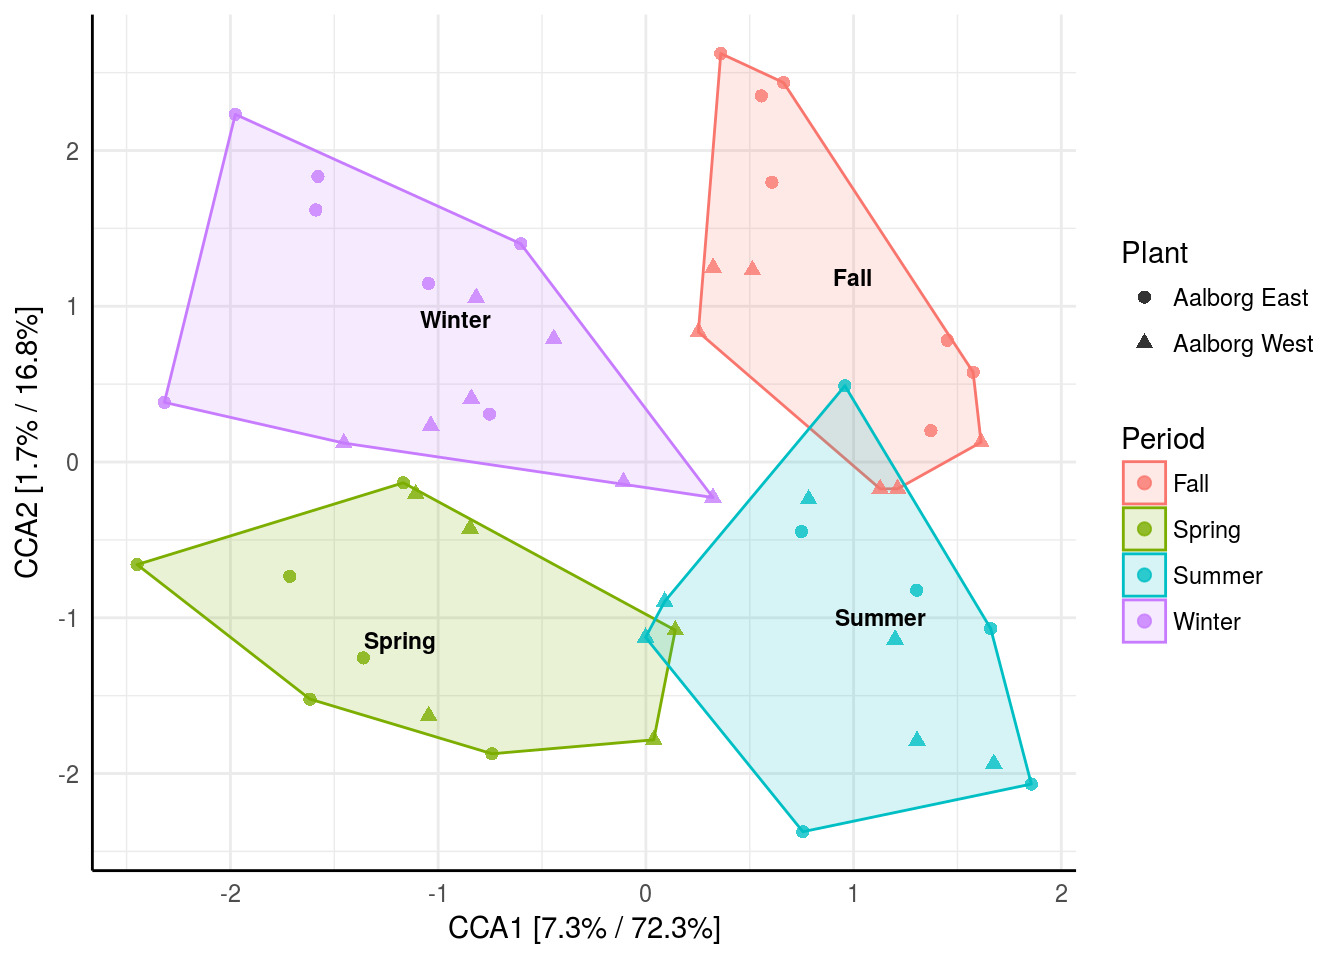 Fall
Winter
Spring
Summer
2
1
0
-1
-2
-2
-1
0
1
2
CCA1 [7.3% / 72.3%]
CCA2 [1.7% / 16.8%]
Plant
Aalborg East
Aalborg West
Period
Fall
Spring
Summer
Winter